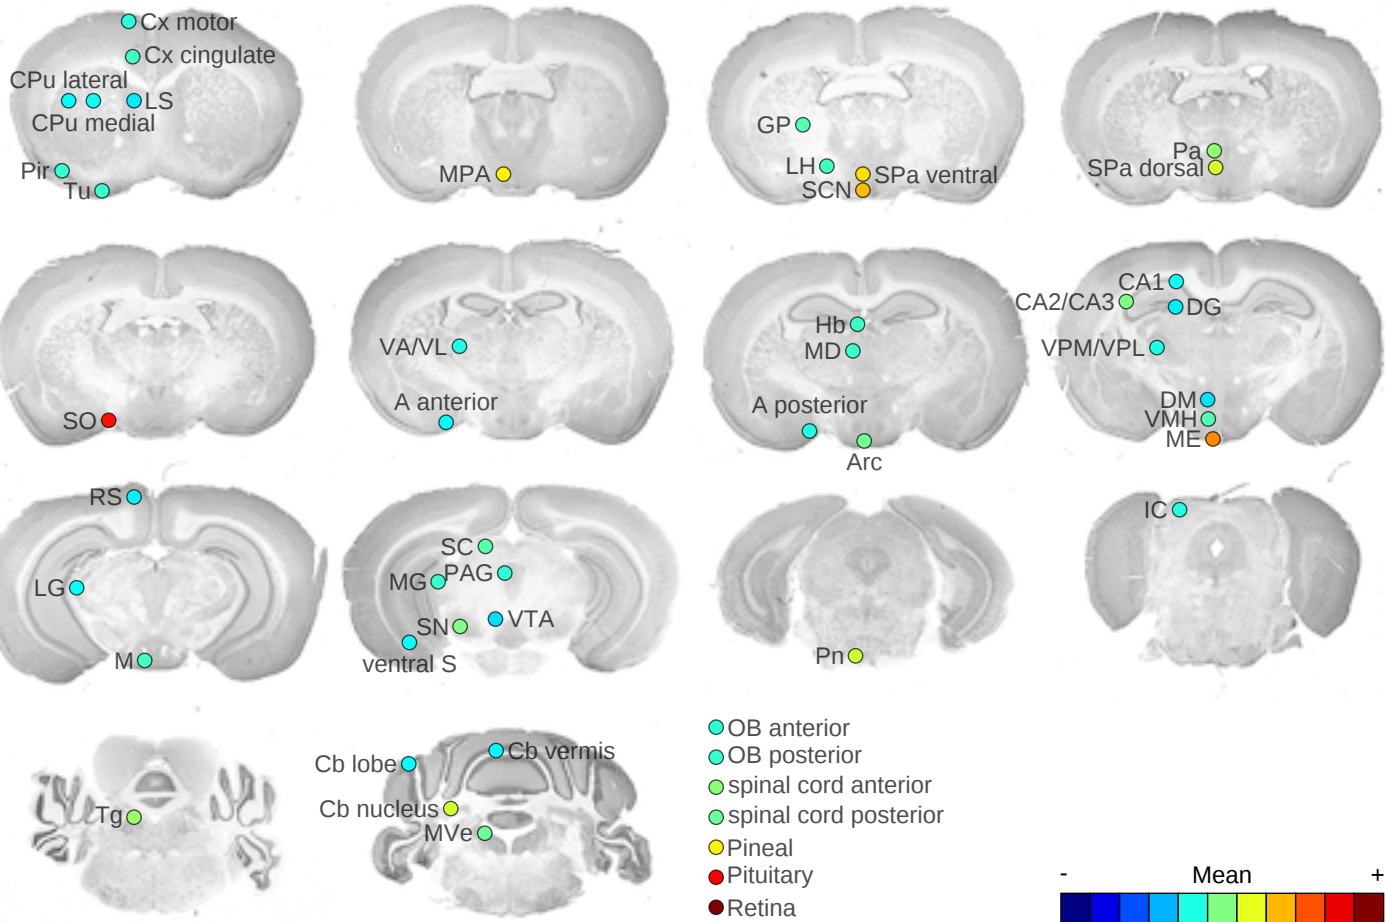 Cx motor
Cx cingulate
CPu lateral
LS
CPu medial
Pir
Tu
MPA
GP
LH
SPa ventral
SCN
Pa
SPa dorsal
SO
VA/VL
A anterior
Hb
MD
A posterior
Arc
CA1
CA2/CA3
DG
VPM/VPL
DM
VMH
ME
RS
LG
M
SC
PAG
MG
SN
VTA
ventral S
Pn
IC
Tg
Cb lobe
Cb vermis
Cb nucleus
MVe
OB anterior
OB posterior
spinal cord anterior
spinal cord posterior
Pineal
Pituitary
Retina
- Mean +